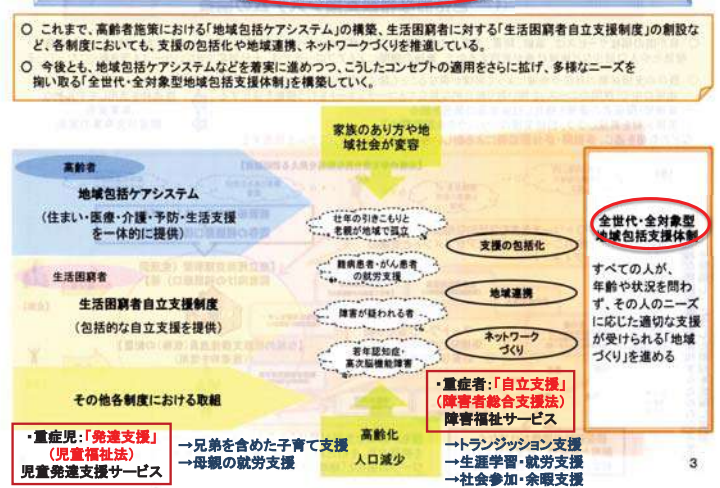 ○ これまで、高齢者施策における「地域包括ケアシステム」の構築、生活困窮者に対する「生活困窮者自立支援制度」の創設な
ど、各制度においても、支援の包括化や地域連携、ネットワークづくりを推進している。
○ 今後とも、地域包括ケアシステムなどを着実に進めつつ、こうしたコンセプトの適用をさらに拡げ、多様なニーズを
掬い取る「全世代・全対象型地域包括支援体制」を構築していく。
家族のあり方や地
域社会が変容
高齢者
地域包括ケアシステム
(住まい・医療・介護・予防・生活支援
を一体的に提供)
生活困窮者
生活困窮者自立支援制度
(包括的な自立支援を提供)
その他各制度における取組
壮年の引きこもりと
老親が地域で孤立
難病患者・がん患者
の就労支援
障害が疑われる者
若年認知症・
高次脳機能障害
支援の包括化
地域連携
ネットワーク
づくり
全世代・全対象型
地域包括支援体制
すべての人が、
年齢や状況を問わ
ず、その人のニーズ
に応じた適切な支援
が受けられる「地域
づくり」を進める
・重症児:「発達支援」
(児童福祉法)
児童発達支援サービス
→兄弟を含めた子育て支援
→母親の就労支援
高齢化
人口減少
・重症者:「自立支援」
(障害者総合支援法)
障害福祉サービス
→トランジッション支援
→生涯学習・就労支援
→社会参加・余暇支援
3